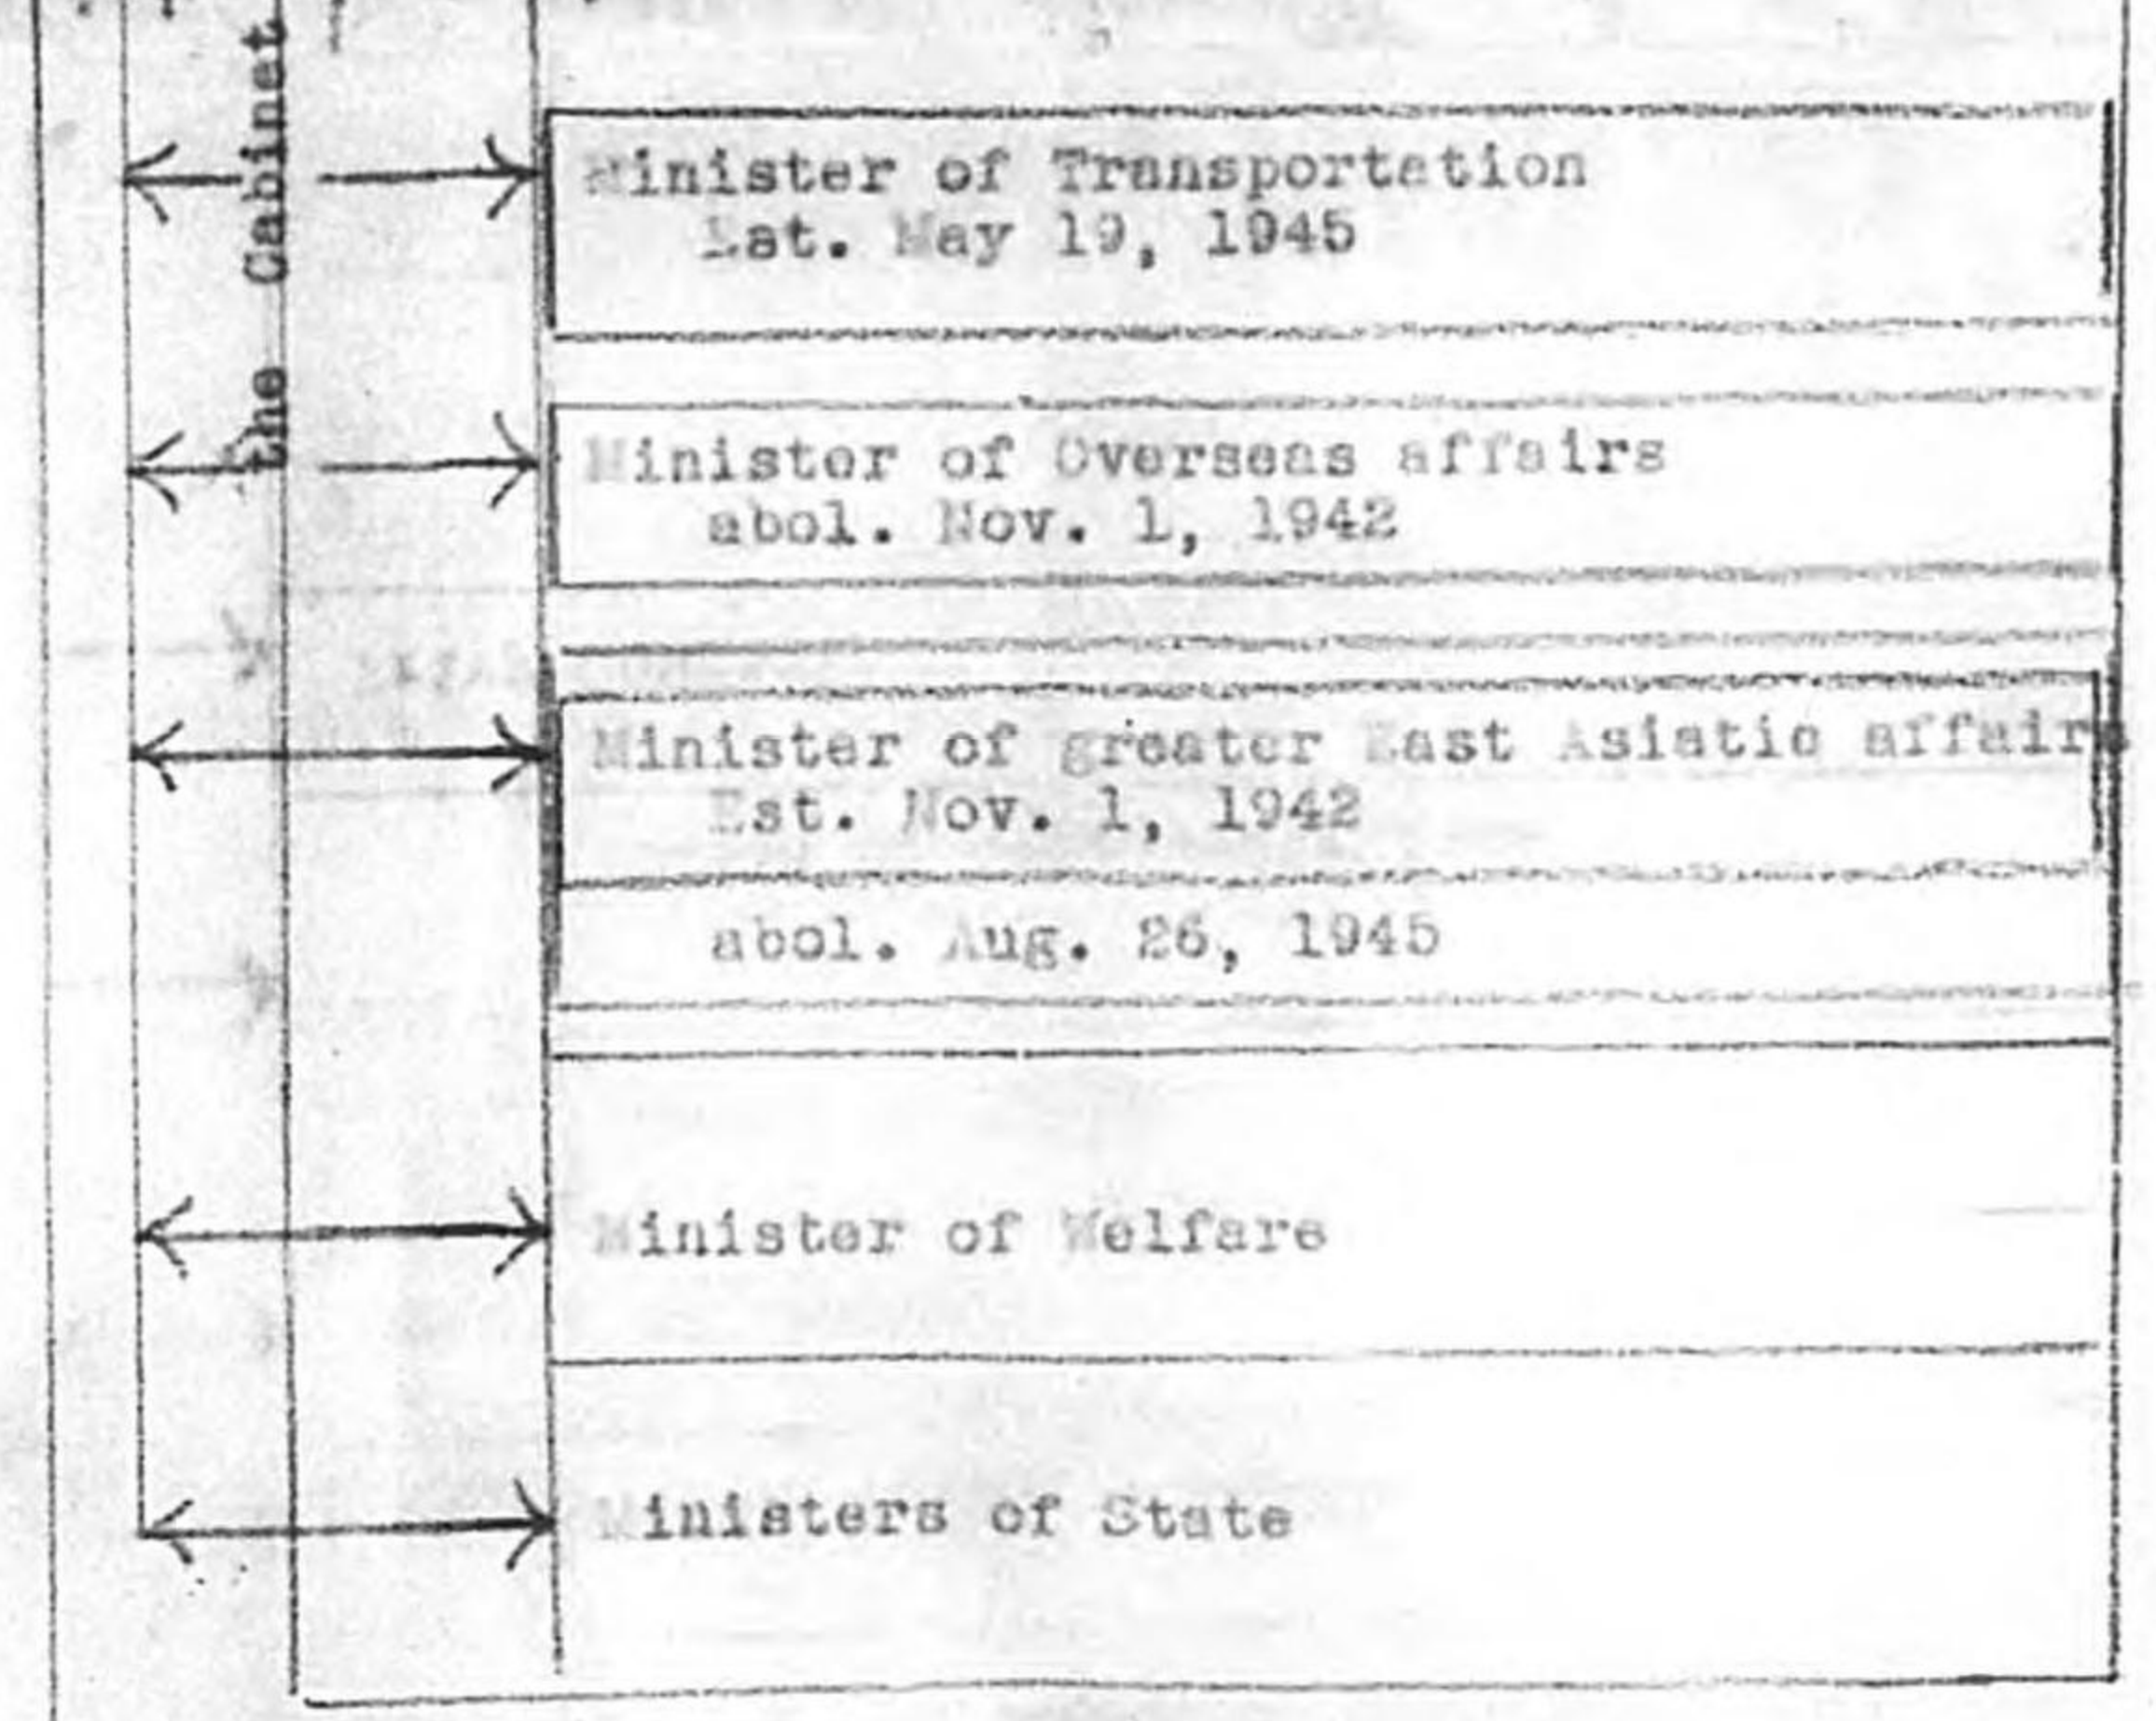 the Cabinet
Minister of Transportation
Est. May 19, 1945
Minister of Overseas affairs
abol. Nov. 1, 1942
Minister of greater East Asiatic affairs
Est. Nov. 1, 1942
abol. Aug. 26, 1945
Minister of Welfare
Ministers of State